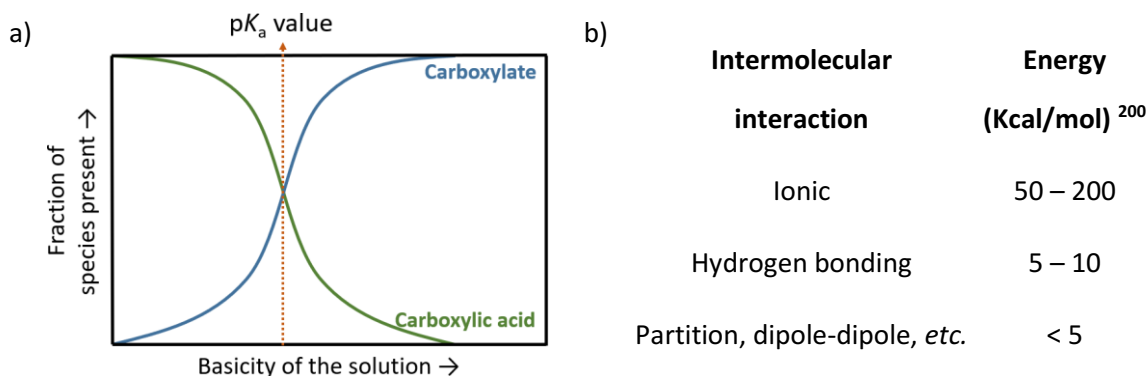 a)
pKa value
Carboxylate
Carboxylic acid
Fraction of
species present →
Basicity of the solution →
b)
Intermolecular
interaction
Energy
(Kcal/mol) 200
Ionic
50 – 200
Hydrogen bonding
5 – 10
Partition, dipole-dipole, etc.
< 5